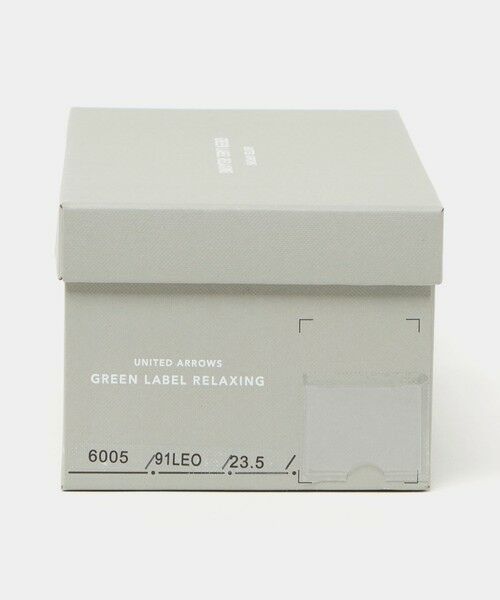 UNITED ARROWS
GREEN LABEL RELAXING
6005 /91LEO /23.5 /